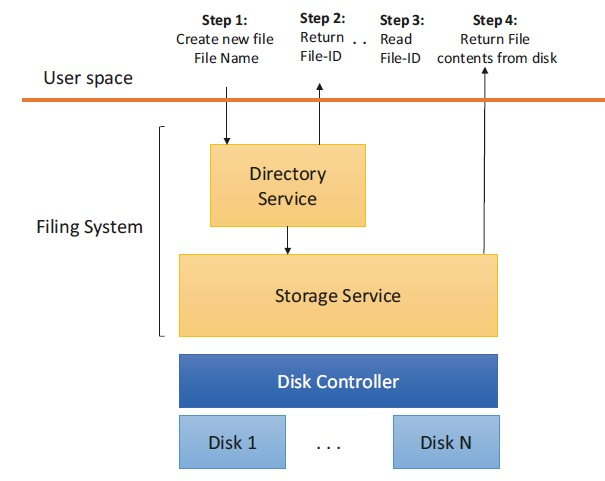 Step 1:
Create new file
File Name
Step 2:
Return
File-ID
. .
Step 3:
Read
File-ID
Step 4:
Return File
contents from disk
User space
Directory
Service
Filing System
Storage Service
Disk Controller
Disk 1
. . .
Disk N